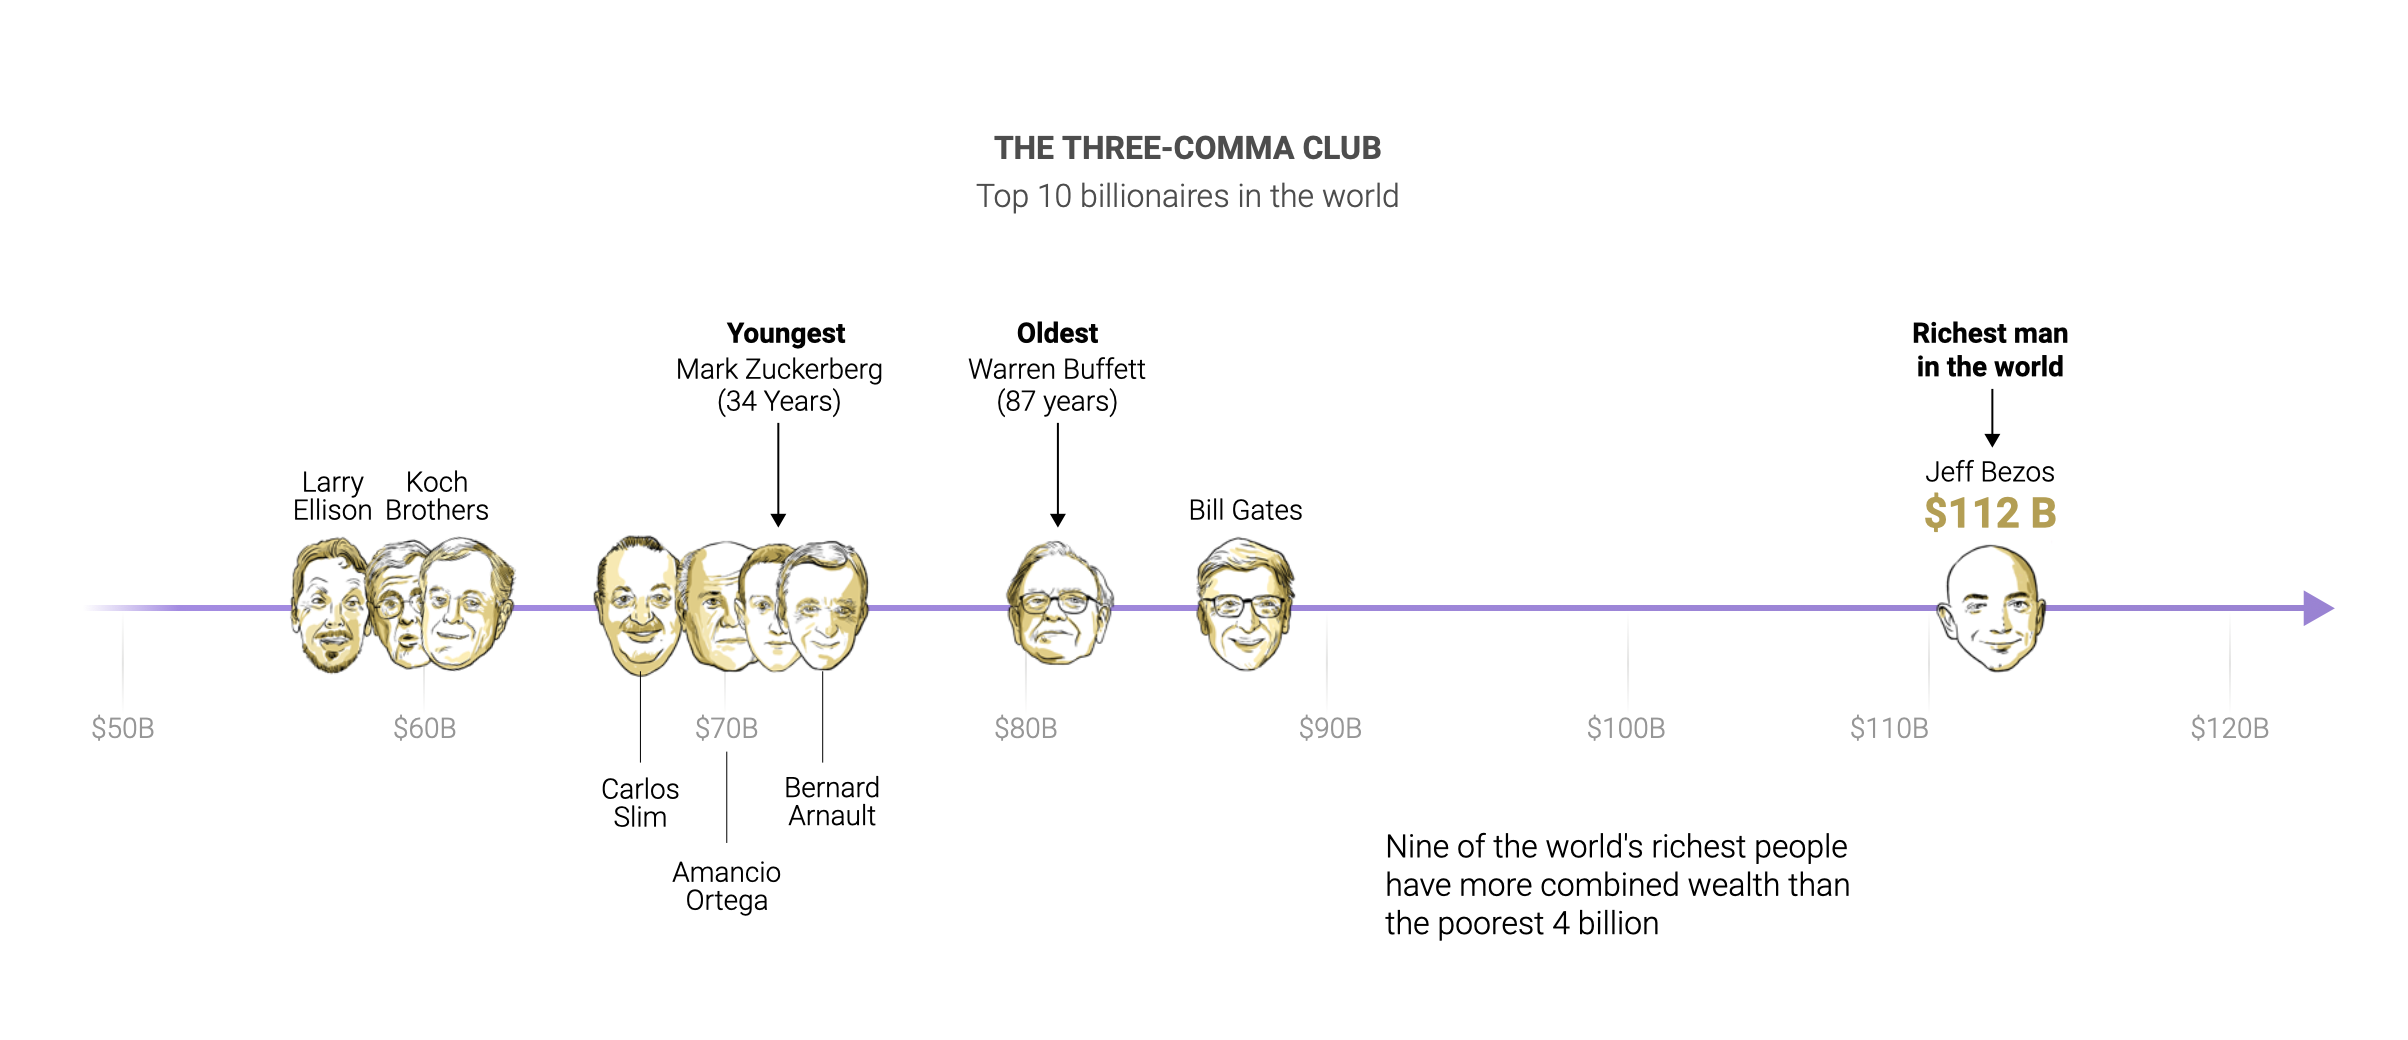 THE THREE-COMMA CLUB
Top 10 billionaires in the world
Youngest
Mark Zuckerberg
(34 Years)
Oldest
Warren Buffett
(87 years)
Richest man
in the world
Larry
Ellison
Koch
Brothers
Bill Gates
Jeff Bezos
$112 B
$50B
$60B
$70B
$80B
$90B
$100B
$110B
$120B
Carlos
Slim
Amancio
Ortega
Bernard
Arnault
Nine of the world's richest people
have more combined wealth than
the poorest 4 billion